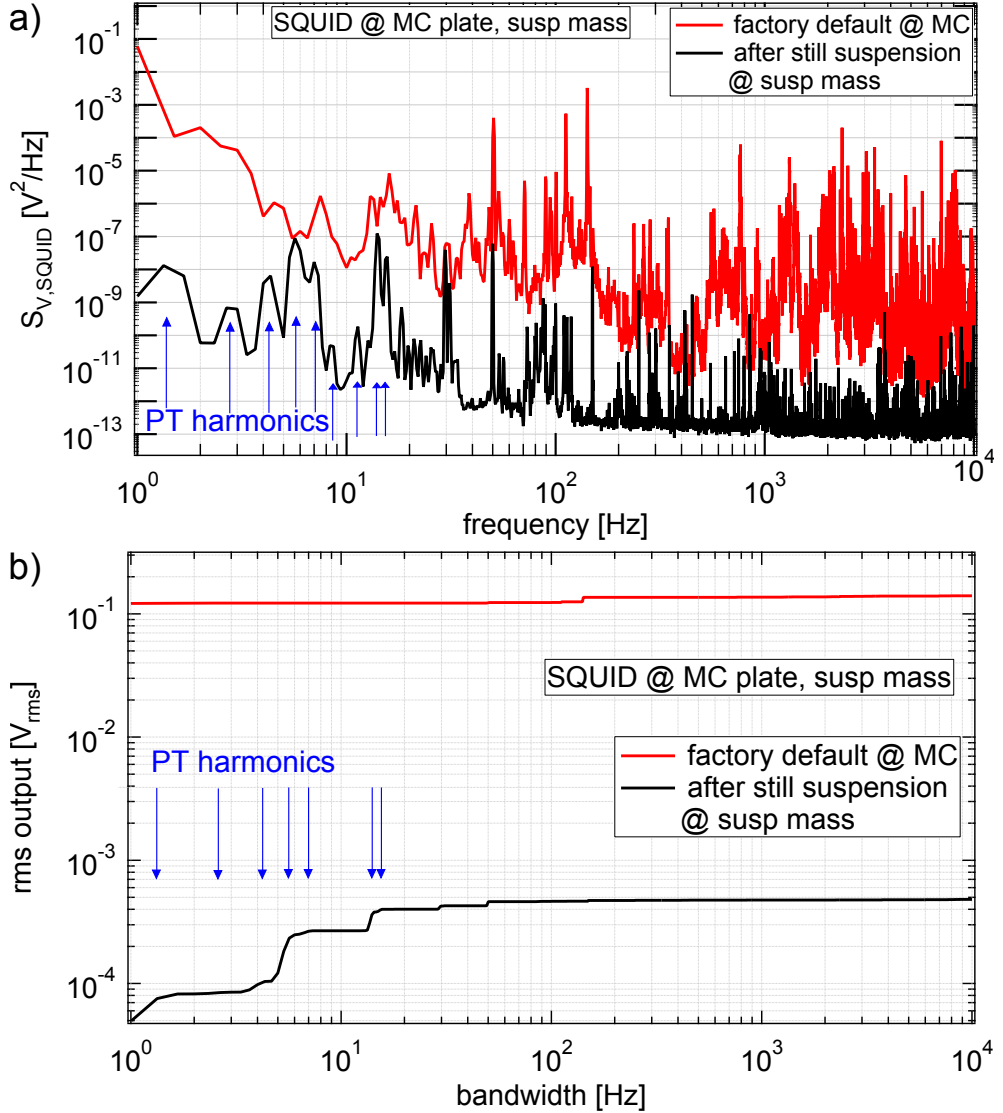 a)
SQUID @ MC plate, susp mass
factory default @ MC
after still suspension
@ susp mass
S_V,SQUID [V^2/Hz]
10^-1
10^-3
10^-5
10^-7
10^-9
10^-11
10^-13
PT harmonics
10^0
10^1
10^2
10^3
10^4
frequency [Hz]
b)
SQUID @ MC plate, susp mass
PT harmonics
factory default @ MC
after still suspension
@ susp mass
rms output [V_rms]
10^-1
10^-2
10^-3
10^-4
10^0
10^1
10^2
10^3
10^4
bandwidth [Hz]